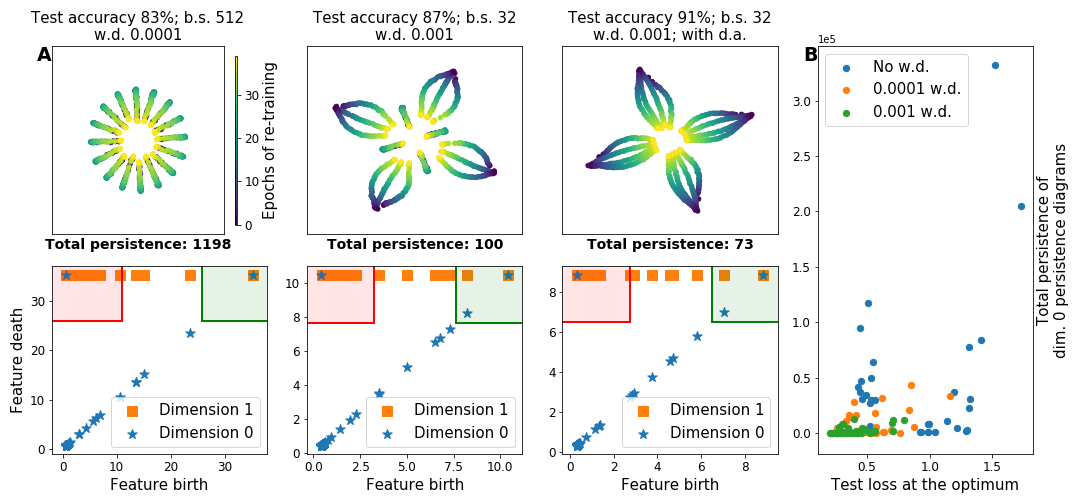 Test accuracy 83%; b.s. 512
w.d. 0.0001
Test accuracy 87%; b.s. 32
w.d. 0.001
Test accuracy 91%; b.s. 32
w.d. 0.001; with d.a.
A
30
20
10
0
Epochs of re-training
Total persistence: 1198
Total persistence: 100
Total persistence: 73
Feature death
30
20
10
0
Dimension 1
Dimension 0
0
10
20
30
Feature birth
10
8
6
4
2
0
Dimension 1
Dimension 0
0.0
2.5
5.0
7.5
10.0
Feature birth
8
6
4
2
0
Dimension 1
Dimension 0
0
2
4
6
8
Feature birth
B
1e5
No w.d.
0.0001 w.d.
0.001 w.d.
3.0
2.5
2.0
1.5
1.0
0.5
0.0
0.5
1.0
1.5
Test loss at the optimum
Total persistence of
dim. 0 persistence diagrams